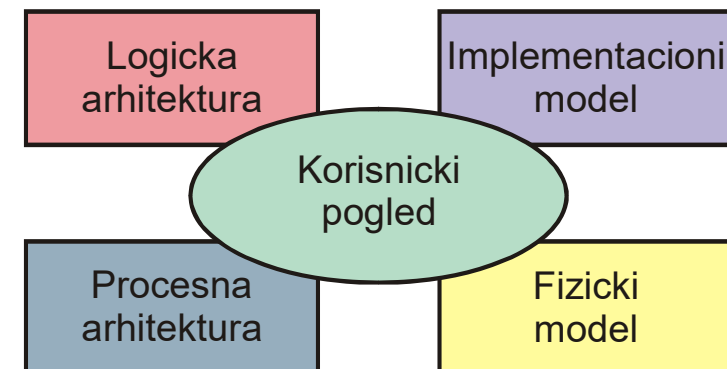 Logicka
arhitektura
Implementacioni
model
Korisnicki
pogled
Procesna
arhitektura
Fizicki
model